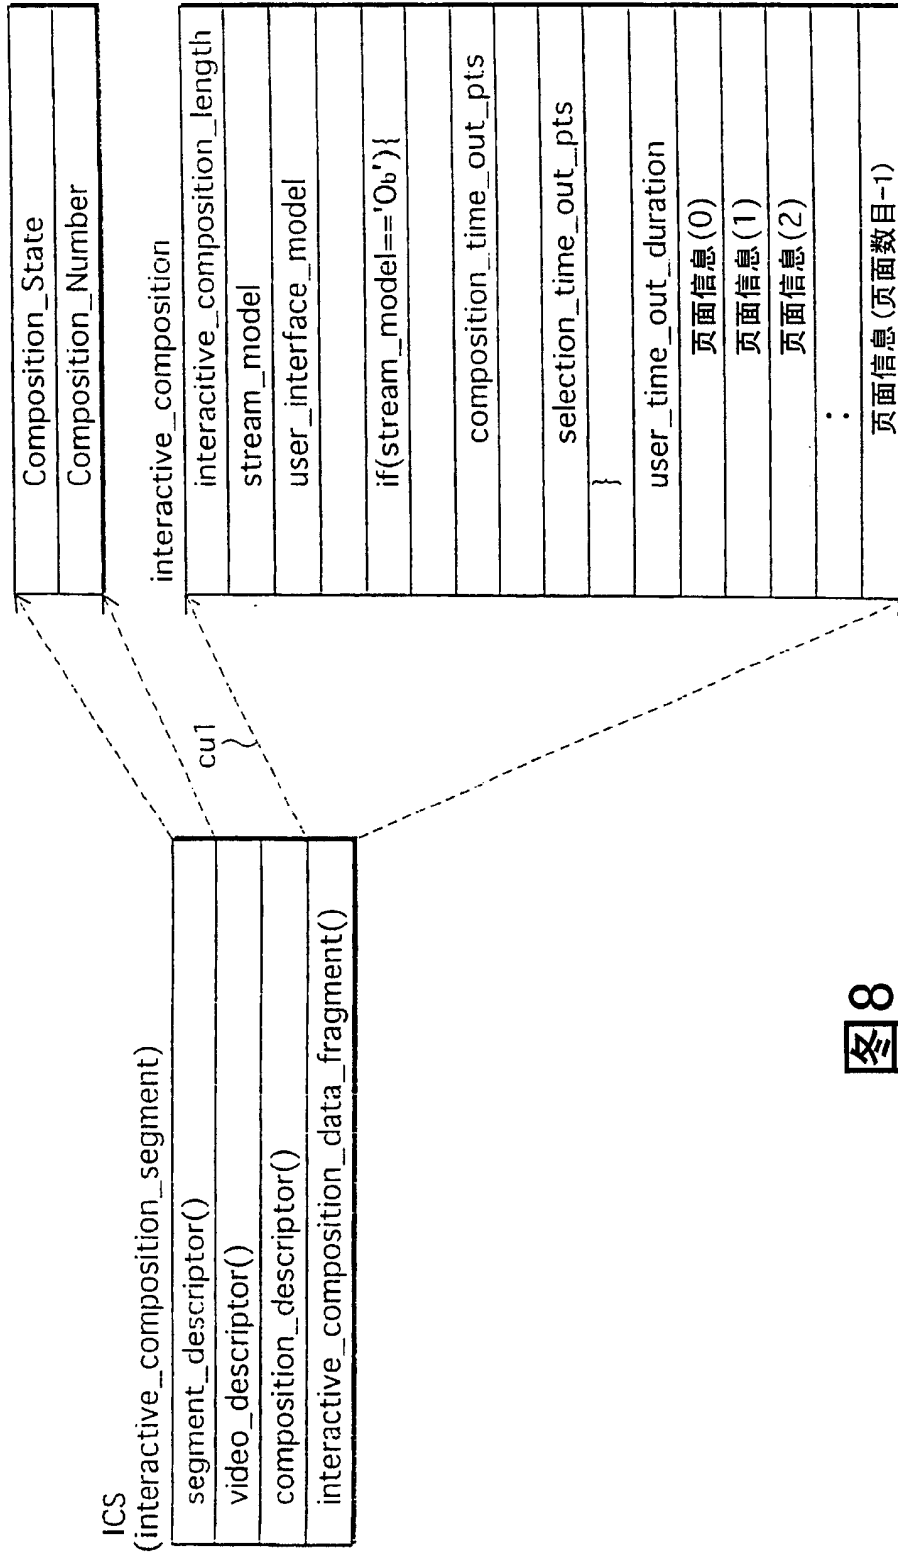 ICS
(interactive_composition_segment)
segment_descriptor()
video_descriptor()
composition_descriptor()
interactive_composition_data_fragment()
cu1
Composition_State
Composition_Number
interactive_composition
interacitive_composition_length
stream_model
user_interface_model
if(stream_model=='0b'){
composition_time_out_pts
selection_time_out_pts
}
user_time_out_duration
页面信息(0)
页面信息(1)
页面信息(2)
:
页面信息(页面数目-1)
图8